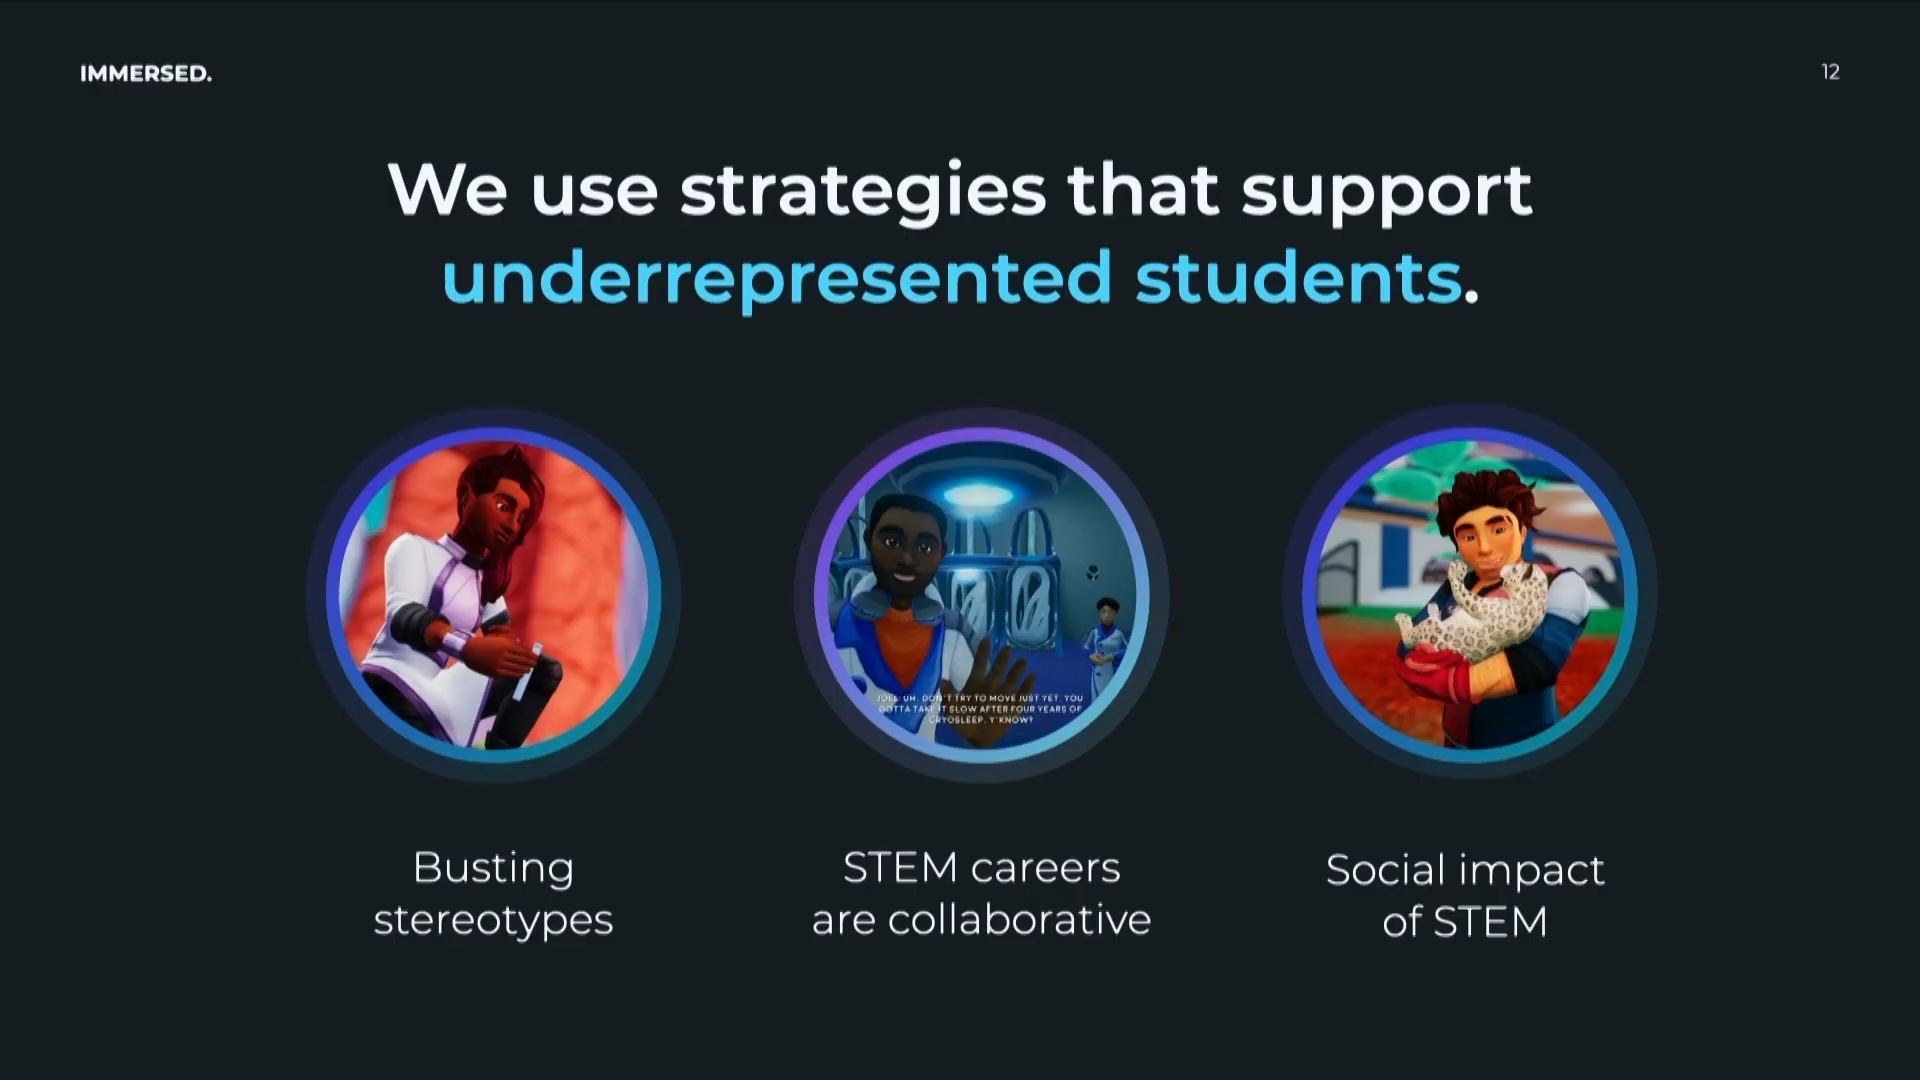 IMMERSED.
12
We use strategies that support
underrepresented students.
JOEL: UH. DON'T TRY TO MOVE JUST YET. YOU
GOTTA TAKE IT SLOW AFTER FOUR YEARS OF
CRYOSLEEP, Y'KNOW?
Busting
stereotypes
STEM careers
are collaborative
Social impact
of STEM